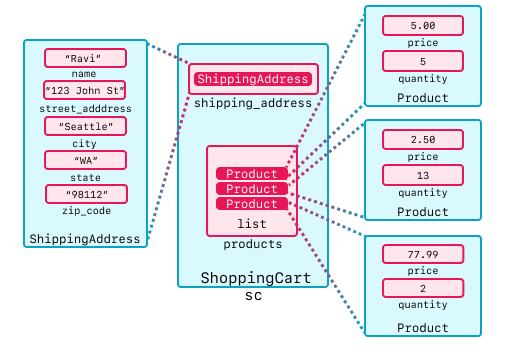 “Ravi”
name
“123 John St”
street_adddress
“Seattle”
city
“WA”
state
“98112”
zip_code
ShippingAddress
ShippingAddress
shipping_address
Product
Product
Product
list
products
ShoppingCart
sc
5.00
price
5
quantity
Product
2.50
price
13
quantity
Product
77.99
price
2
quantity
Product